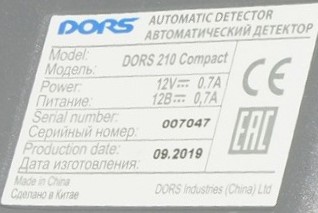 DORS AUTOMATIC DETECTOR
АВТОМАТИЧЕСКИЙ ДЕТЕКТОР
Model: DORS 210 Compact
Модель:
Power: 12V⎓ 0.7A
Питание: 12В⎓ 0,7А
Serial number: 007047
Серийный номер:
Production date: 09.2019
Дата изготовления:
Made in China
Сделано в Китае
DORS Industries (China) Ltd
CE
EAC